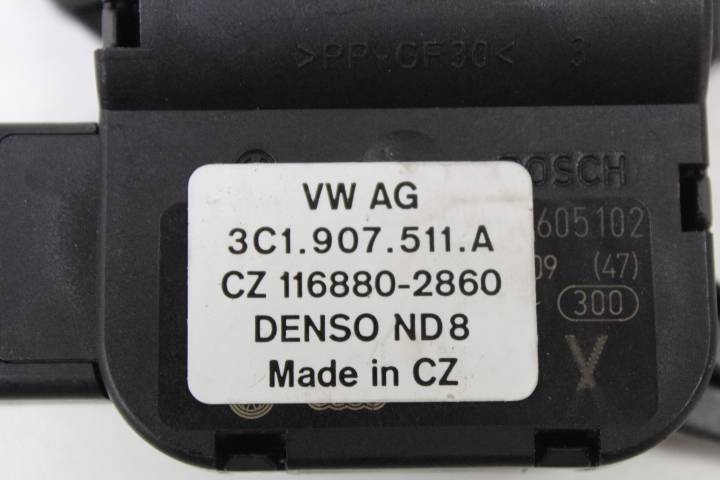 >PP-GF30< 3
BOSCH
VW AG
3C1.907.511.A
605102
CZ 116880-2860
09 (47)
DENSO ND8
300
Made in CZ
X